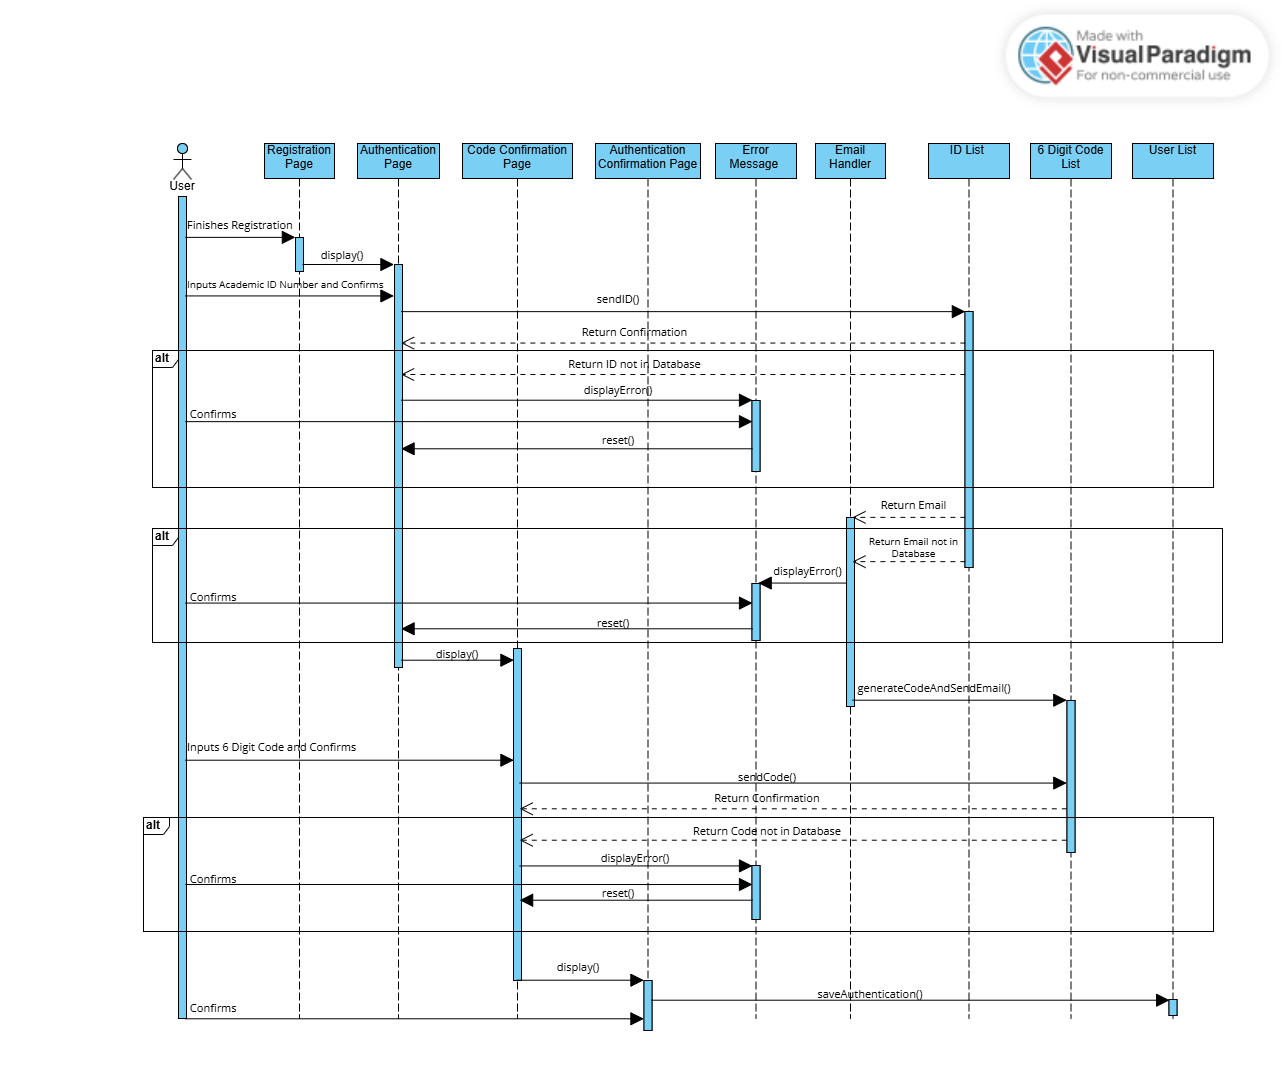 Made with
Visual Paradigm
For non-commercial use
User
Registration
Page
Authentication
Page
Code Confirmation
Page
Authentication
Confirmation Page
Error
Message
Email
Handler
ID List
6 Digit Code
List
User List
Finishes Registration
display()
Inputs Academic ID Number and Confirms
sendID()
Return Confirmation
alt
Return ID not in Database
displayError()
Confirms
reset()
Return Email
alt
Return Email not in
Database
displayError()
Confirms
reset()
display()
generateCodeAndSendEmail()
Inputs 6 Digit Code and Confirms
sendCode()
Return Confirmation
alt
Return Code not in Database
displayError()
Confirms
reset()
display()
saveAuthentication()
Confirms